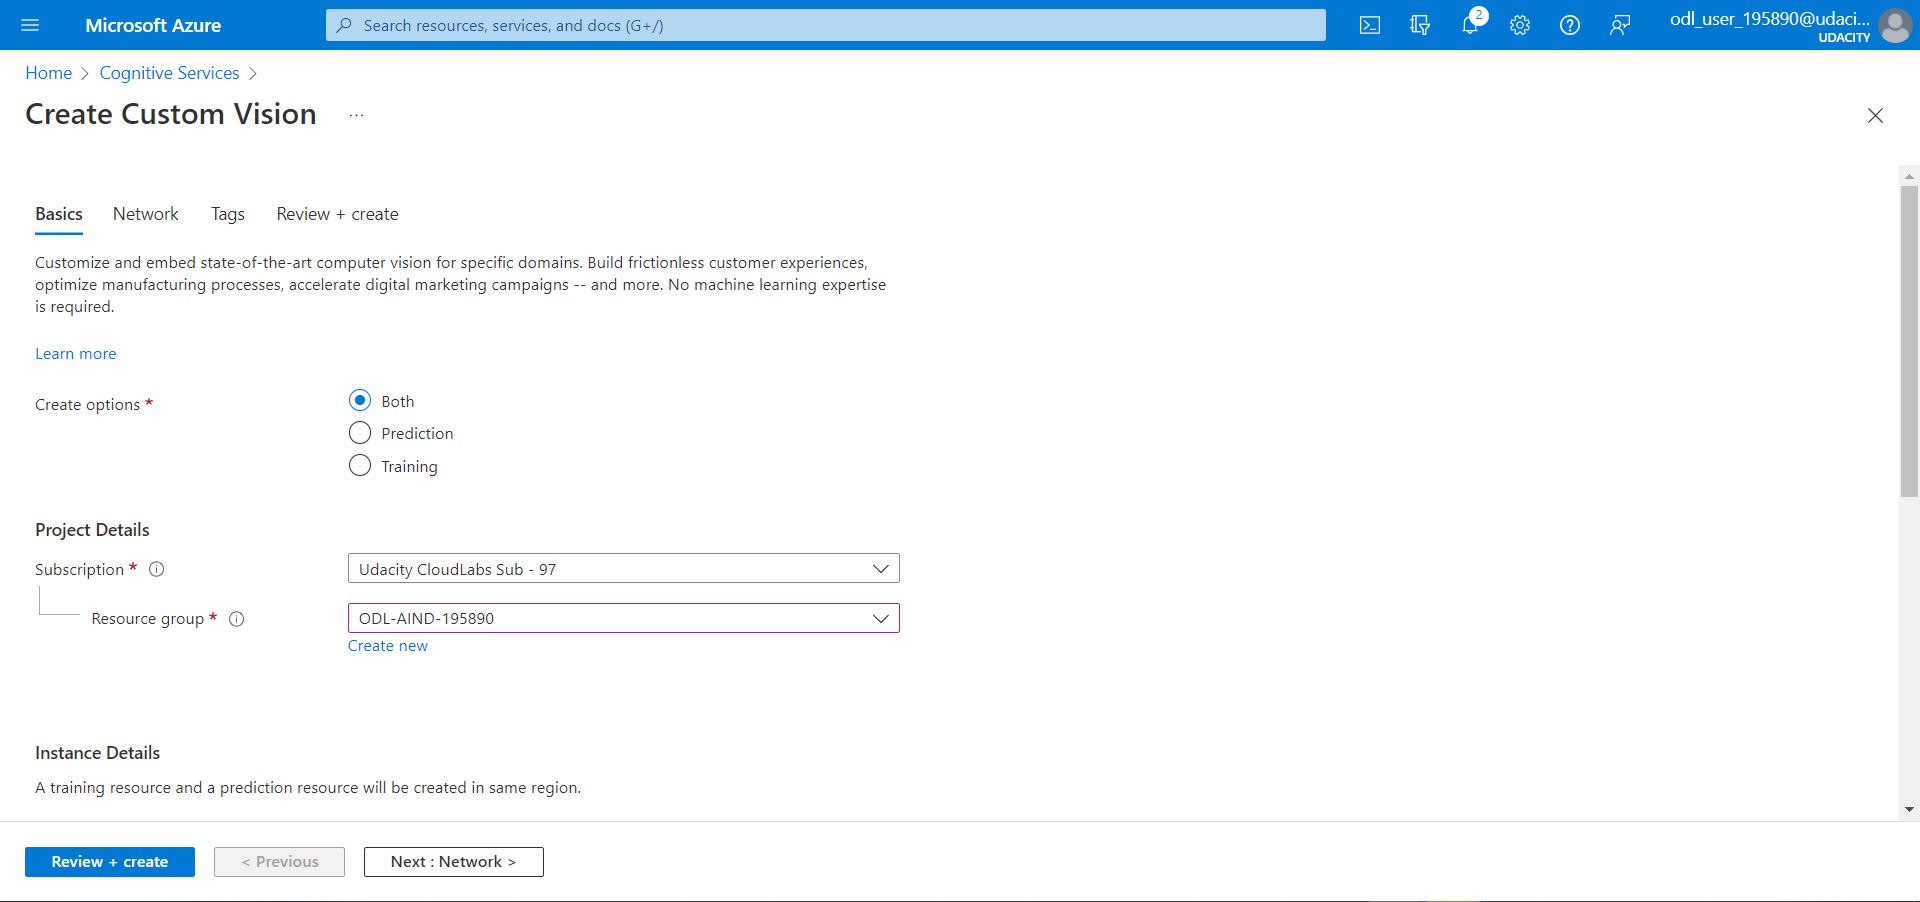 Microsoft Azure
Search resources, services, and docs (G+/)
2
odl_user_195890@udaci...
UDACITY
Home > Cognitive Services >
Create Custom Vision ...
Basics Network Tags Review + create
Customize and embed state-of-the-art computer vision for specific domains. Build frictionless customer experiences,
optimize manufacturing processes, accelerate digital marketing campaigns -- and more. No machine learning expertise
is required.
Learn more
Create options *
Both
Prediction
Training
Project Details
Subscription *
Udacity CloudLabs Sub - 97
Resource group *
ODL-AIND-195890
Create new
Instance Details
A training resource and a prediction resource will be created in same region.
Review + create < Previous Next : Network >